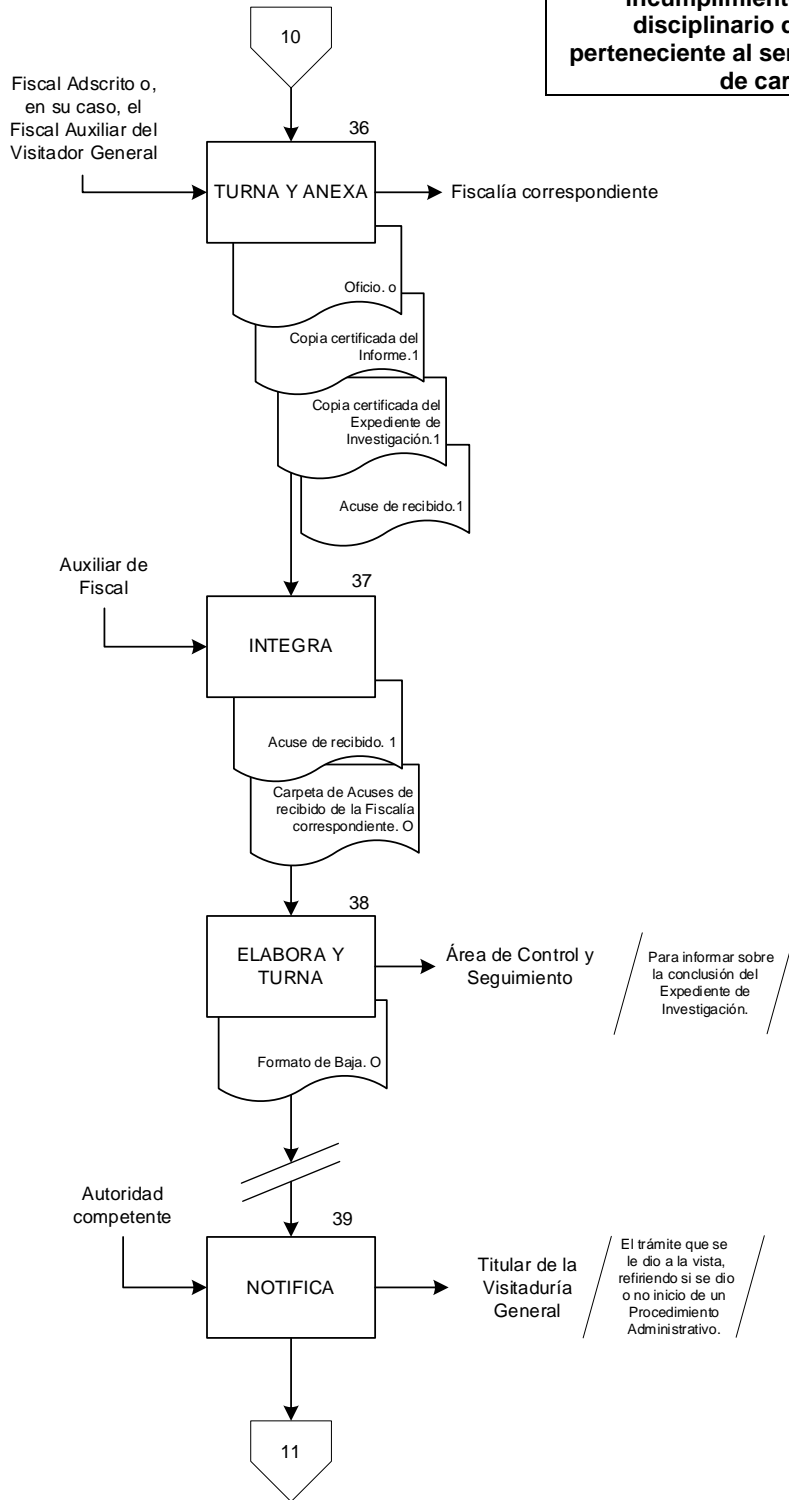 incumplimiento
disciplinario
perteneciente al
10
Fiscal Adscrito o,
en su caso, el
Fiscal Auxiliar del
Visitador General
36
TURNA Y ANEXA
Fiscalía correspondiente
Oficio. o
Copia certificada del
Informe.1
Copia certificada del
Expediente de
Investigación.1
Acuse de recibido.1
Auxiliar de
Fiscal
37
INTEGRA
Acuse de recibido. 1
Carpeta de Acuses de
recibido de la Fiscalía
correspondiente. O
38
ELABORA Y
TURNA
Área de Control y
Seguimiento
Para informar sobre
la conclusión del
Expediente de
Investigación.
Formato de Baja. O
Autoridad
competente
39
NOTIFICA
Titular de la
Visitaduría
General
El trámite que se
le dio a la vista,
refiriendo si se dio
o no inicio de un
Procedimiento
Administrativo.
11